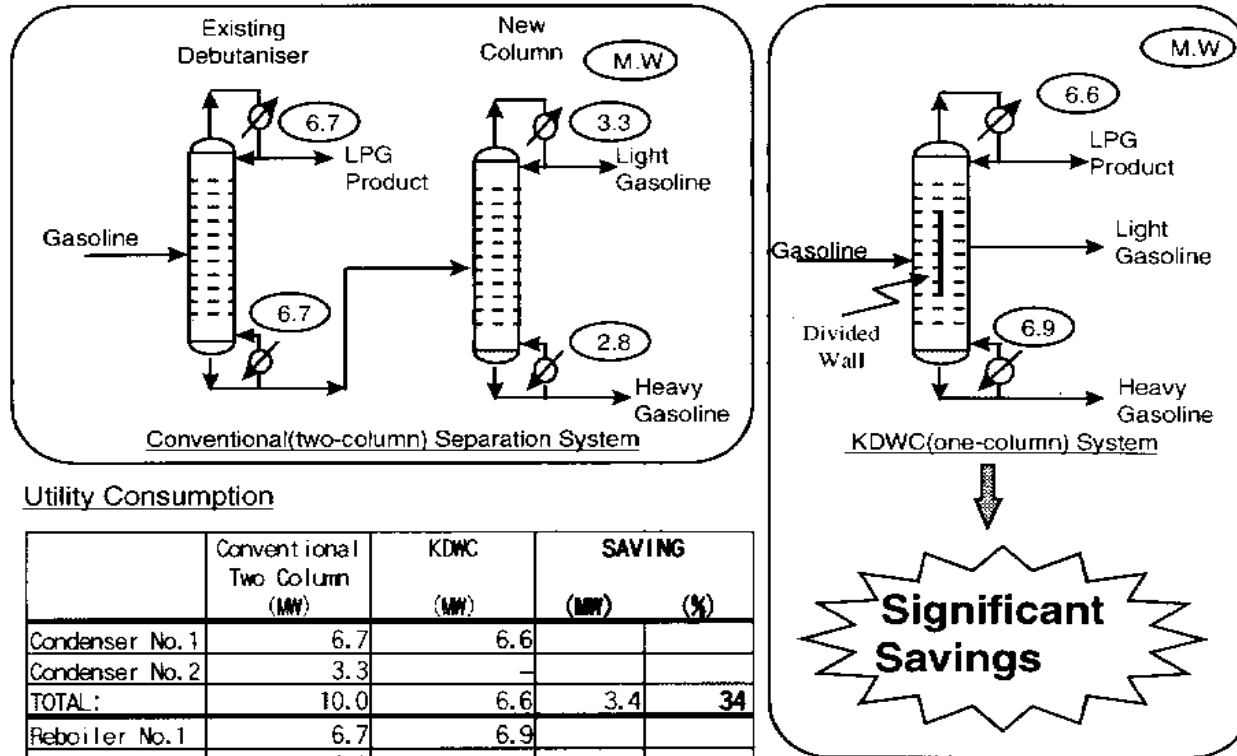 Existing
Debutaniser
New
Column
M.W
6.7
LPG
Product
3.3
Light
Gasoline
Gasoline
6.7
2.8
Heavy
Gasoline
Conventional(two-column) Separation System
M.W
6.6
LPG
Product
Light
Gasoline
Gasoline
Divided
Wall
6.9
Heavy
Gasoline
KDWC(one-column) System
Significant
Savings
Utility Consumption
Conventional Two Column (MW) KDWC (MW) SAVING (MW) (%)
Condenser No.1 6.7 6.6
Condenser No.2 3.3 –
TOTAL: 10.0 6.6 3.4 34
Reboiler No.1 6.7 6.9